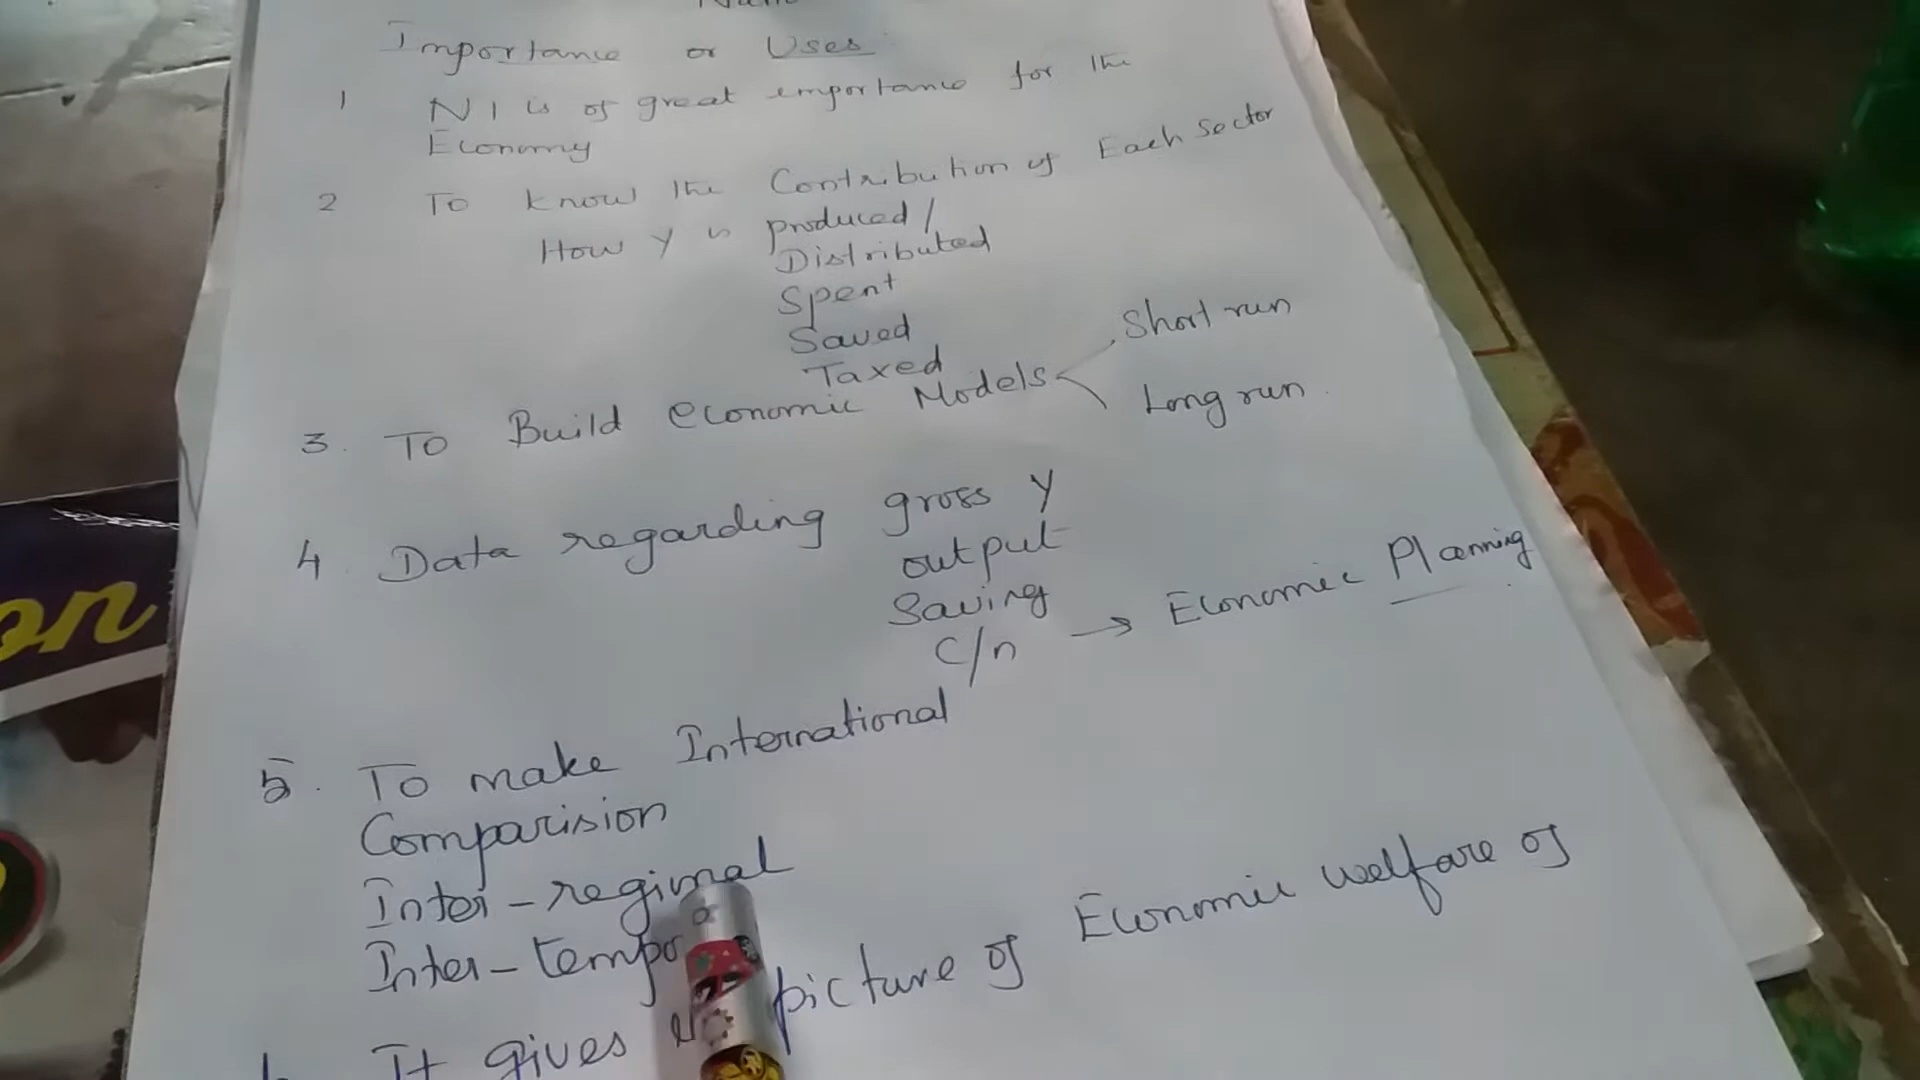 Importance or Uses
1 NI is of great importance for the
Economy
2 To know the Contribution of Each Sector
How Y is produced/
Distributed
Spent
Saved
Taxed
3. To Build economic Models
Short run
Long run
4. Data regarding gross Y
output
Saving
C/n → Economic Planning
5. To make International
Comparision
Inter-regional
Inter-tempo
It gives picture of Economic welfare of
on